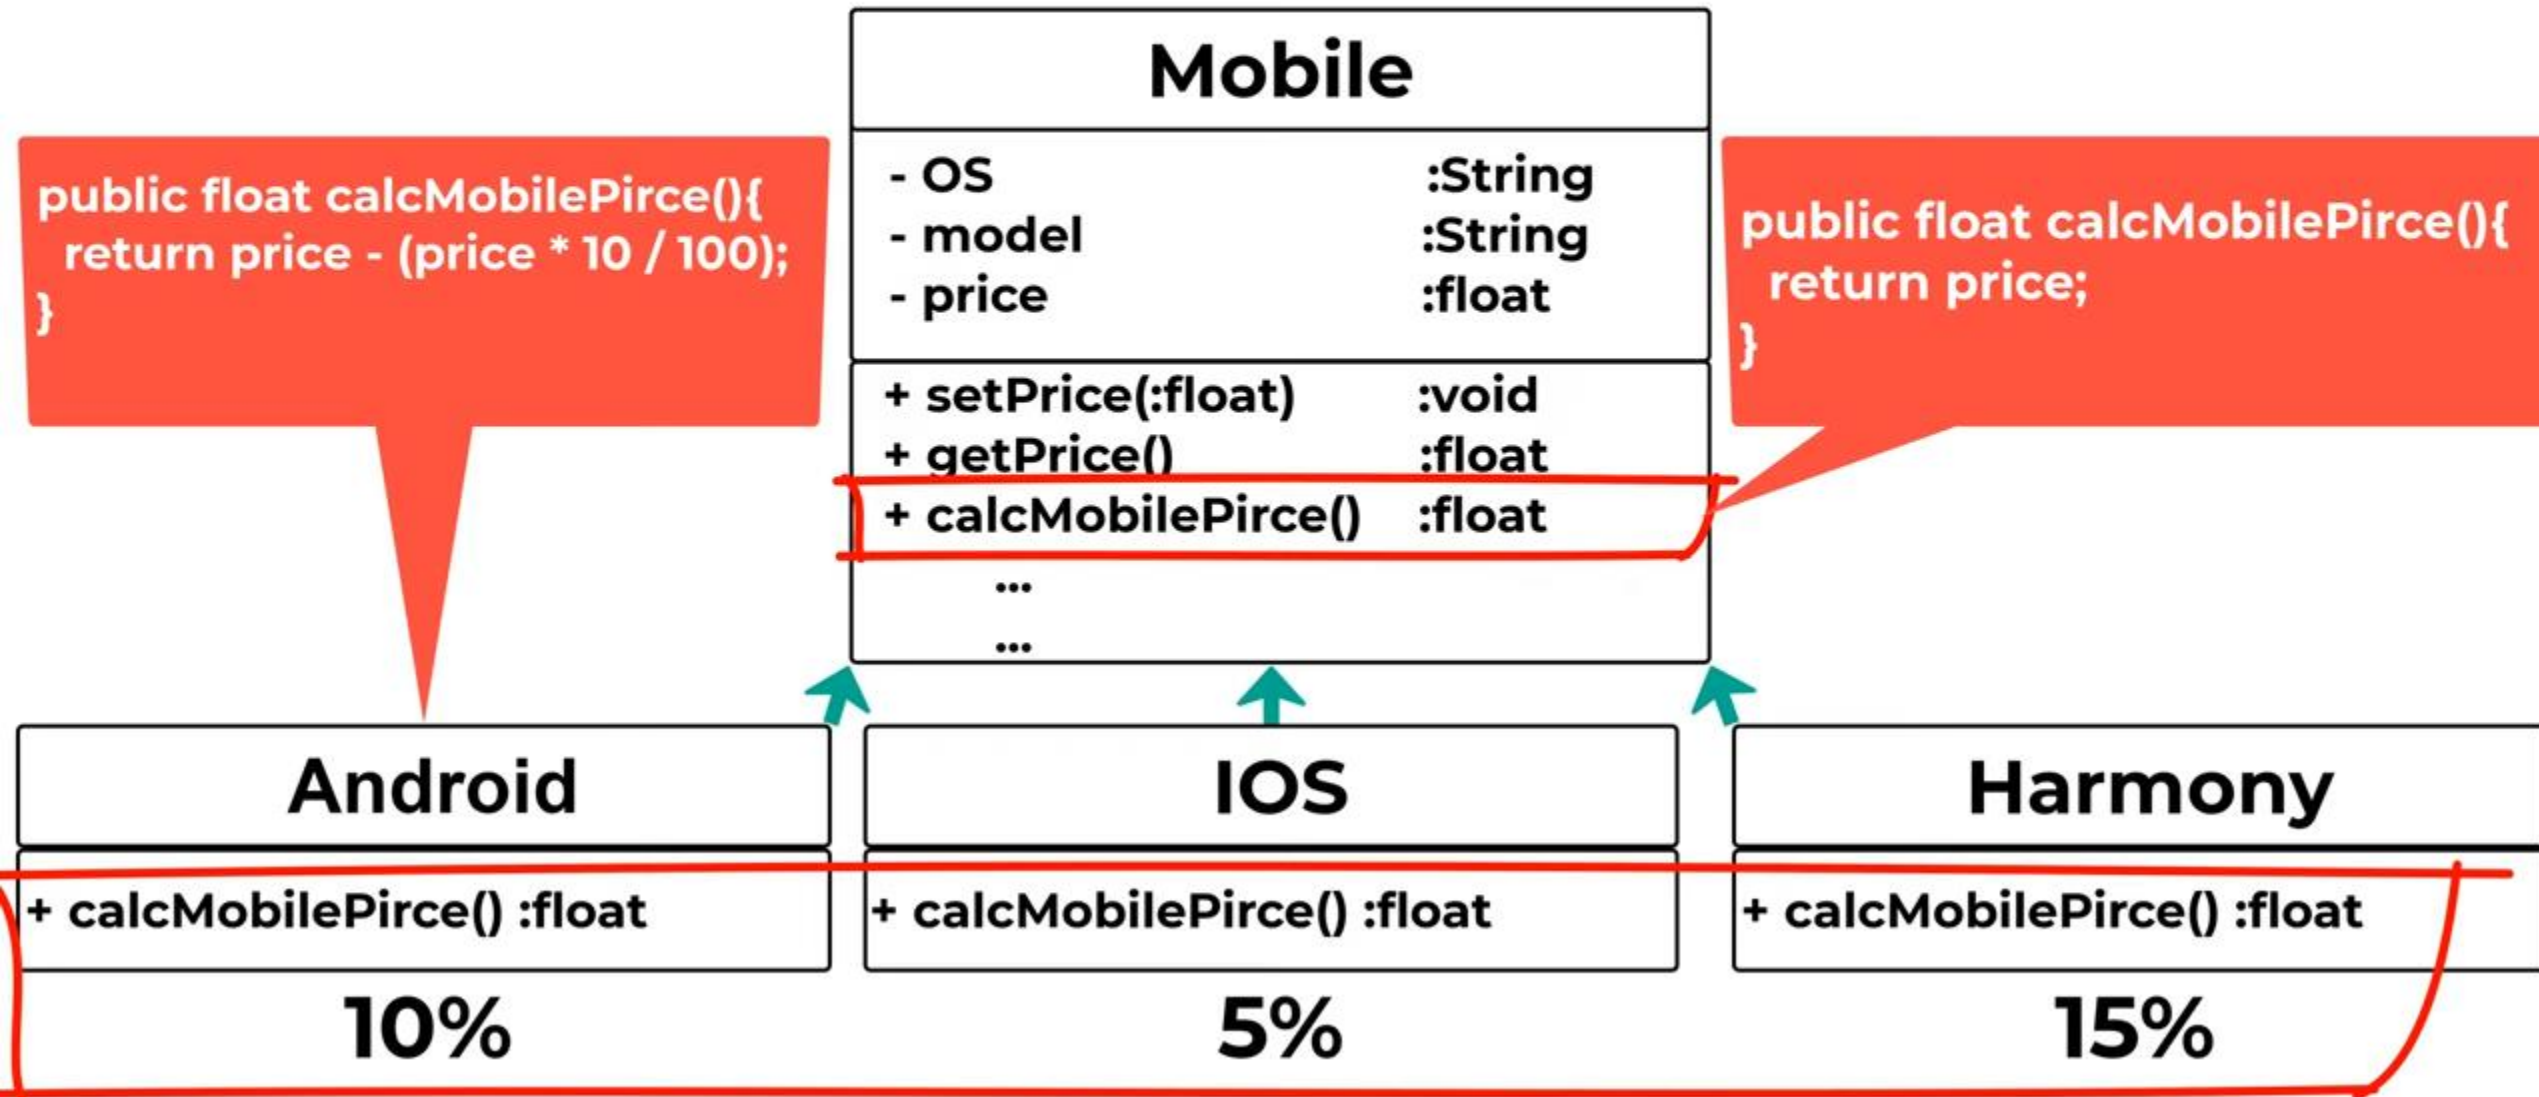 Mobile
- OS :String
- model :String
- price :float
+ setPrice(:float) :void
+ getPrice() :float
+ calcMobilePirce() :float
...
...
public float calcMobilePirce(){
return price - (price * 10 / 100);
}
public float calcMobilePirce(){
return price;
}
Android
+ calcMobilePirce() :float
10%
IOS
+ calcMobilePirce() :float
5%
Harmony
+ calcMobilePirce() :float
15%